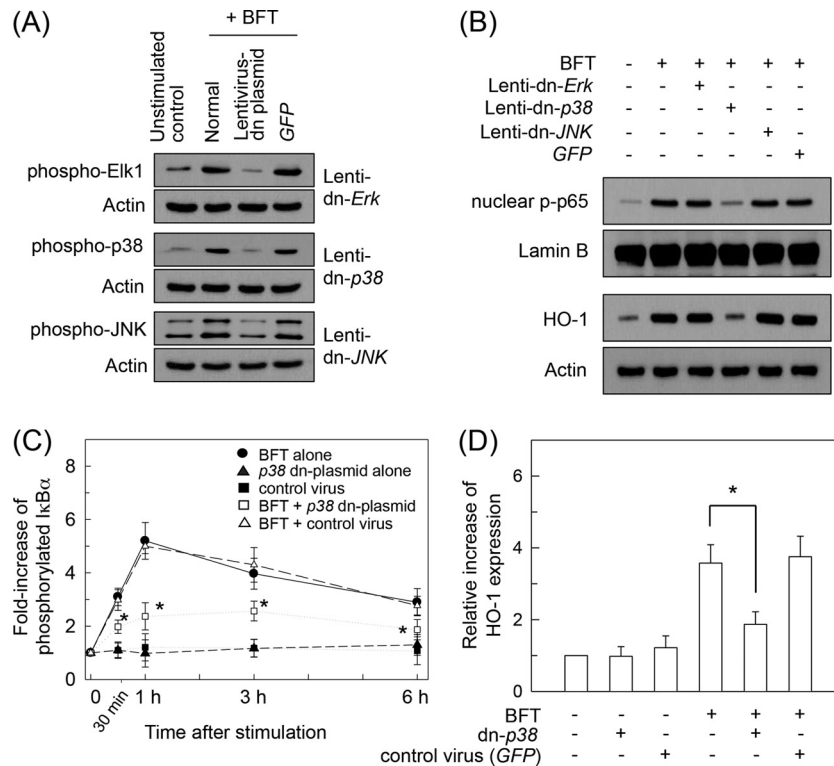 (A)
+ BFT
Unstimulated
control
Normal
Lentivirus-
dn plasmid
GFP
phospho-Elk1
Actin
Lenti-
dn-Erk
phospho-p38
Actin
Lenti-
dn-p38
phospho-JNK
Actin
Lenti-
dn-JNK
(B)
BFT - + + + + +
Lenti-dn-Erk - - + - - -
Lenti-dn-p38 - - - + - -
Lenti-dn-JNK - - - - + -
GFP - - - - - +
nuclear p-p65
Lamin B
HO-1
Actin
(C)
Fold-increase of
phosphorylated IκBα
8
6
4
2
0
BFT alone
p38 dn-plasmid alone
control virus
BFT + p38 dn-plasmid
BFT + control virus
* * * *
0 30 min 1 h 3 h 6 h
Time after stimulation
(D)
Relative increase of
HO-1 expression
6
4
2
0
*
BFT - - - + + +
dn-p38 - + - - + -
control virus (GFP) - - + - - +